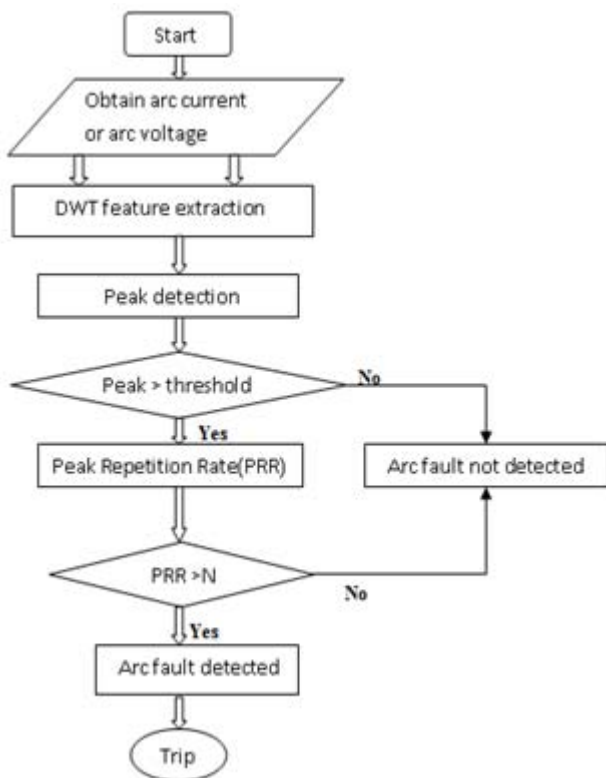 Start
Obtain arc current
or arc voltage
DWT feature extraction
Peak detection
Peak > threshold
No
Yes
Peak Repetition Rate(PRR)
Arc fault not detected
PRR >N
No
Yes
Arc fault detected
Trip